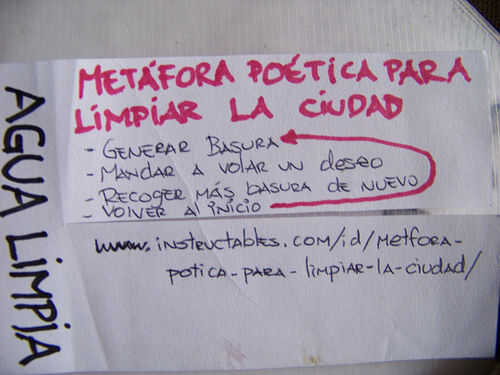 AGUA LIMPIA
METÁFORA POÉTICA PARA
LIMPIAR LA CIUDAD
- GENERAR BASURA
- MANDAR A VOLAR UN DESEO
- RECOGER MÁS BASURA DE NUEVO
- VOLVER AL INICIO
www.instructables.com/id/metfora-
potica-para-limpiar-la-ciudad/